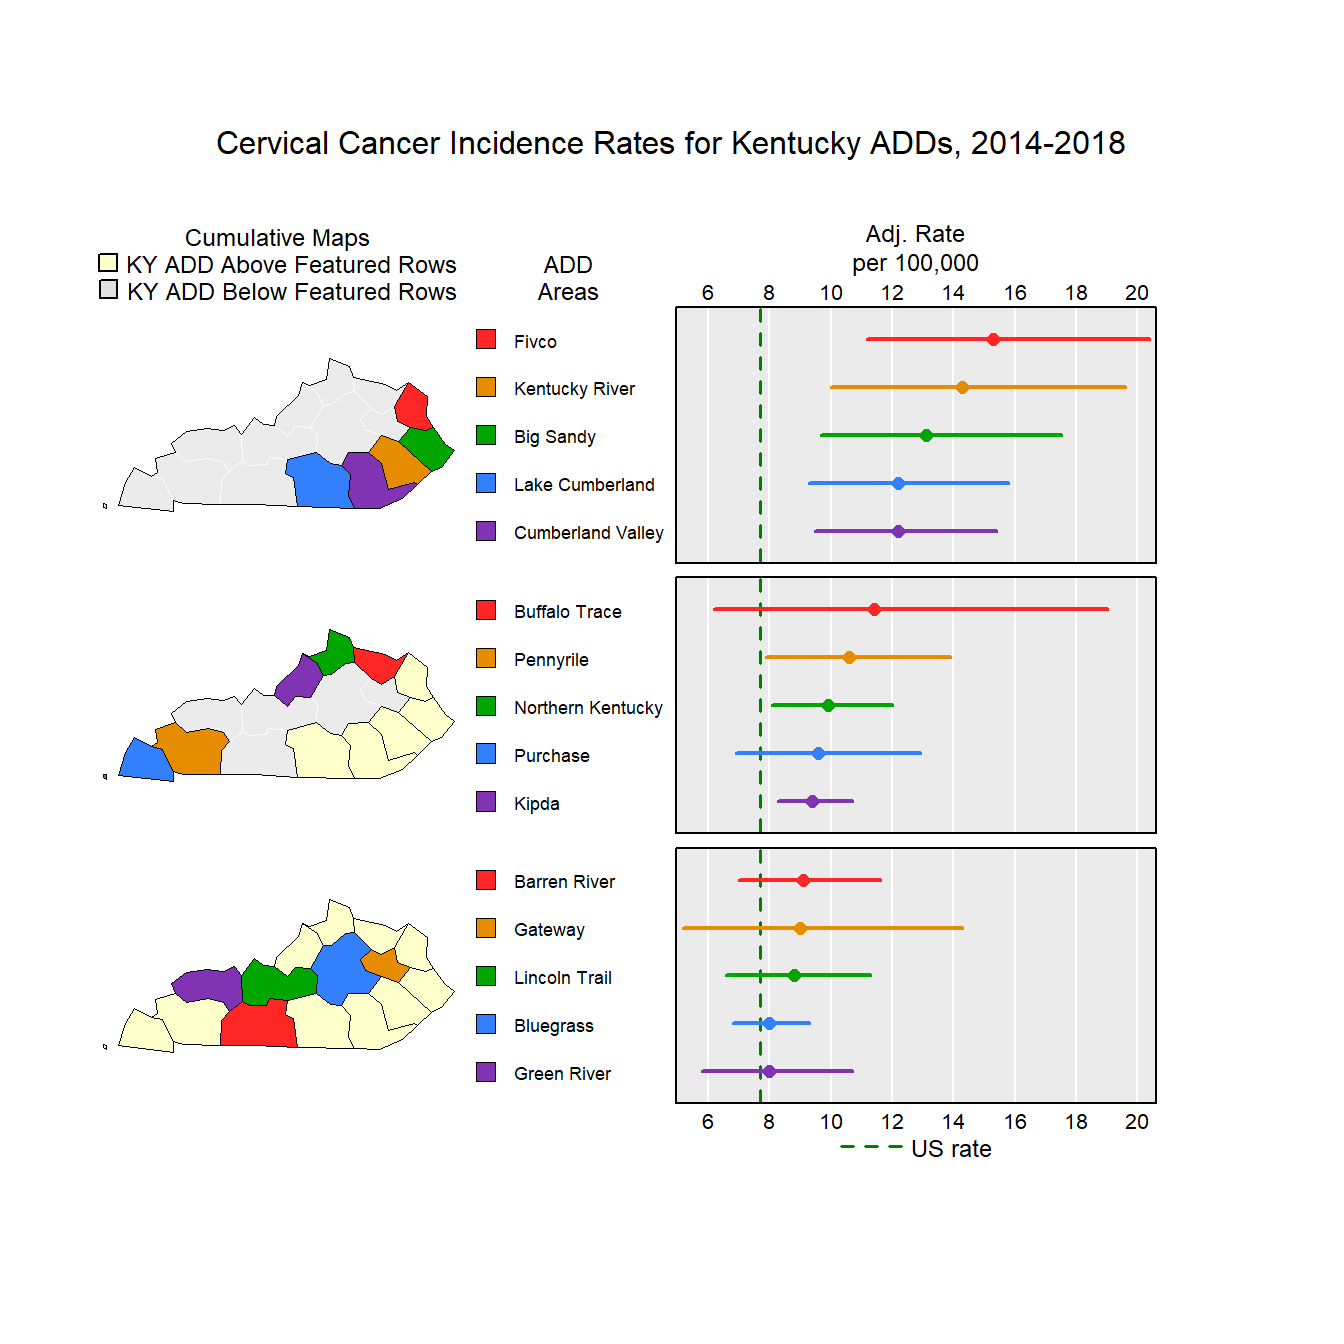 Cervical Cancer Incidence Rates for Kentucky ADDs, 2014-2018
Cumulative Maps
KY ADD Above Featured Rows
KY ADD Below Featured Rows
ADD
Areas
Adj. Rate
per 100,000
6 8 10 12 14 16 18 20
Fivco
Kentucky River
Big Sandy
Lake Cumberland
Cumberland Valley
Buffalo Trace
Pennyrile
Northern Kentucky
Purchase
Kipda
Barren River
Gateway
Lincoln Trail
Bluegrass
Green River
6 8 10 12 14 16 18 20
US rate